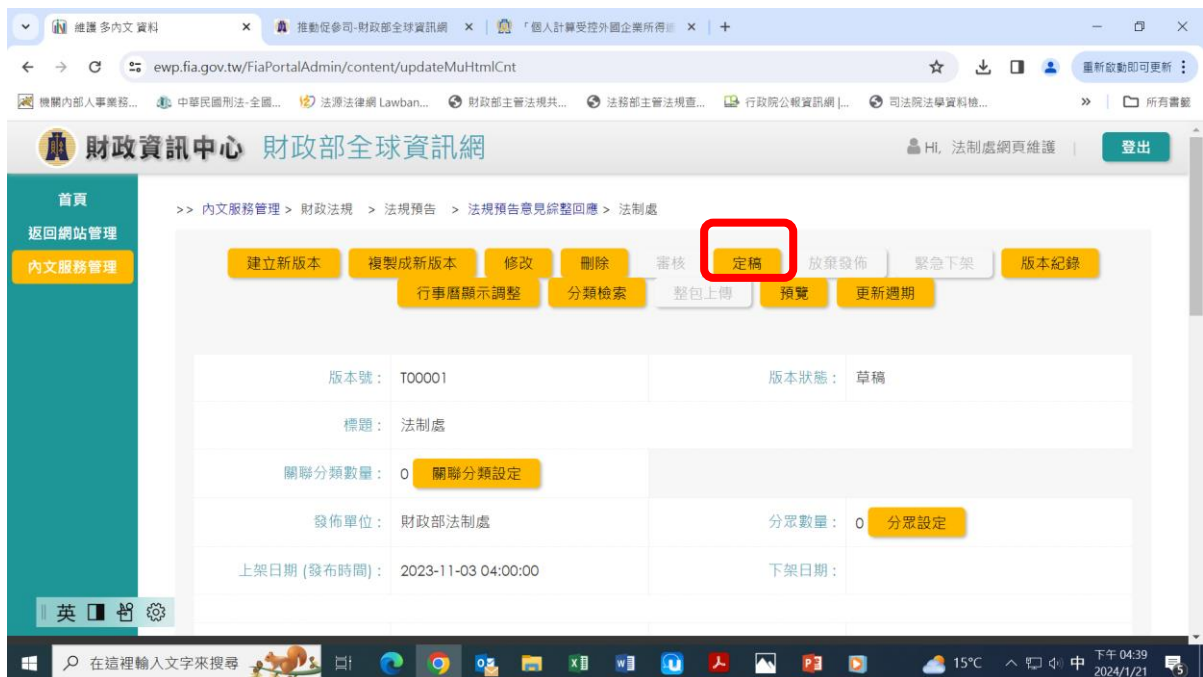 維護 多內文 資料
推動促參司-財政部全球資訊網
「個人計算受控外國企業所得
ewp.fia.gov.tw/FiaPortalAdmin/content/updateMuHtmlCnt
重新啟動即可更新
機關內部人事業務...
中華民國刑法-全國...
法源法律網 Lawban...
財政部主管法規共...
法務部主管法規查...
行政院公報資訊網 |...
司法院法學資料檢...
»
所有書籤
財政資訊中心 財政部全球資訊網
Hi, 法制處網頁維護 |
登出
首頁
返回網站管理
內文服務管理
>> 內文服務管理 > 財政法規 > 法規預告 > 法規預告意見綜整回應 > 法制處
建立新版本 複製成新版本 修改 刪除 審核 定稿 放棄發佈 緊急下架 版本紀錄
行事曆顯示調整 分類檢索 整包上傳 預覽 更新週期
版本號 : T00001 版本狀態 : 草稿
標題 : 法制處
關聯分類數量 : 0 關聯分類設定
發佈單位 : 財政部法制處 分眾數量 : 0 分眾設定
上架日期 (發布時間) : 2023-11-03 04:00:00 下架日期 :
英
在這裡輸入文字來搜尋
15°C
中
下午 04:39
2024/1/21
5